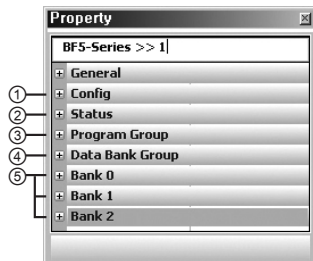 Property
BF5-Series >> 1
General
① Config
② Status
③ Program Group
④ Data Bank Group
⑤ Bank 0
Bank 1
Bank 2